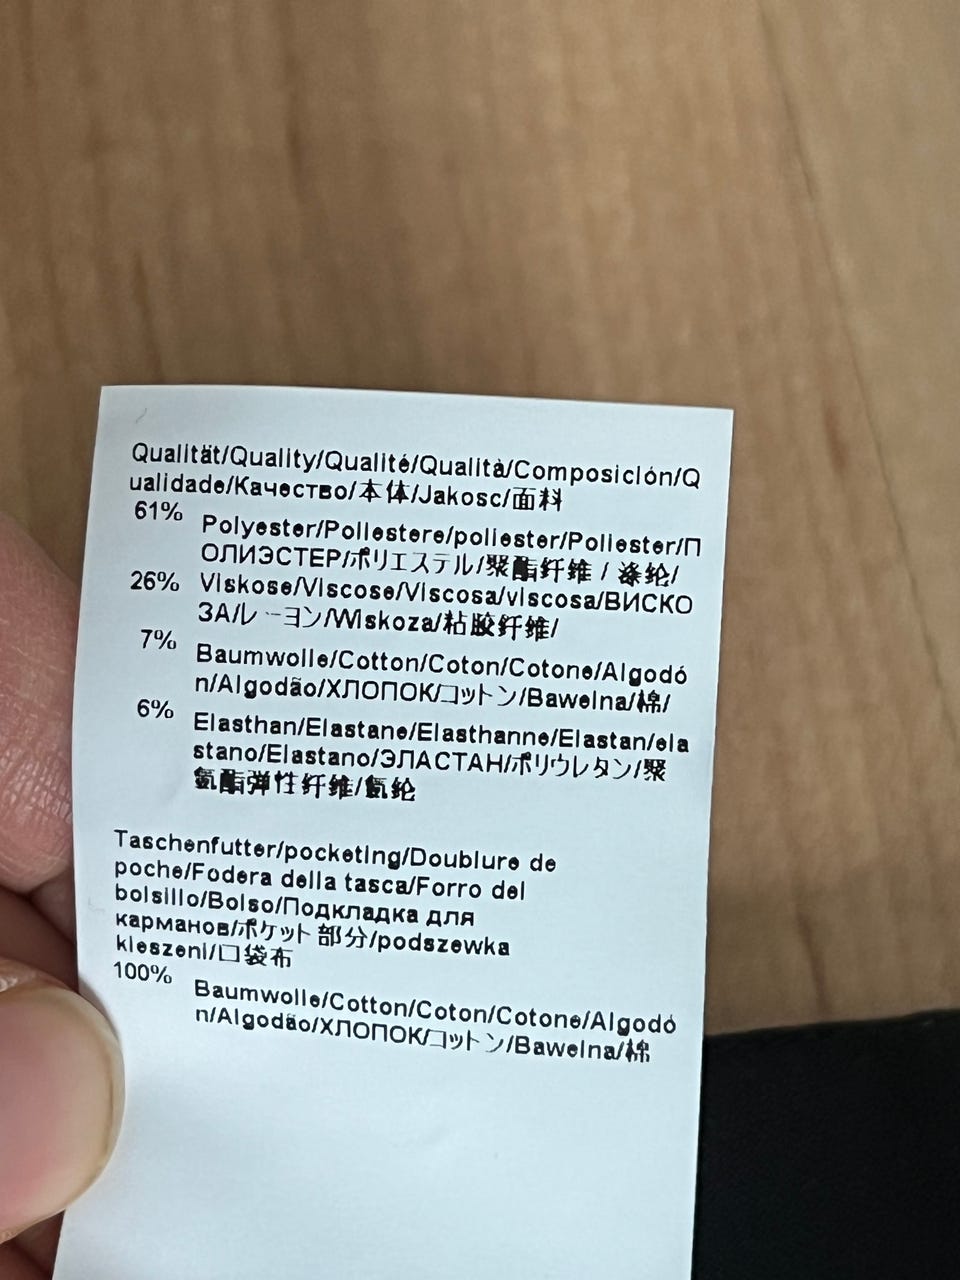 Qualität/Quality/Qualité/Qualità/Composición/Q
ualidade/Качество/本体/Jakosc/面料
61%
Polyester/Poliestere/poliester/Poliester/П
ОЛИЭСТЕР/ポリエステル/聚酯纤维 / 涤纶/
26%
Viskose/Viscose/Viscosa/viscosa/ВИСКО
ЗА/レーヨン/Wiskoza/粘胶纤维/
7%
Baumwolle/Cotton/Coton/Cotone/Algodó
n/Algodão/ХЛОПОК/コットン/Bawelna/棉/
6%
Elasthan/Elastane/Elasthanne/Elastan/ela
stano/Elastano/ЭЛАСТАН/ポリウレタン/聚
氨酯弹性纤维/氨纶
Taschenfutter/pocketing/Doublure de
poche/Fodera della tasca/Forro del
bolsillo/Bolso/Подкладка для
карманов/ポケット部分/podszewka
kieszeni/口袋布
100%
Baumwolle/Cotton/Coton/Cotone/Algodó
n/Algodão/ХЛОПОК/コットン/Bawelna/棉